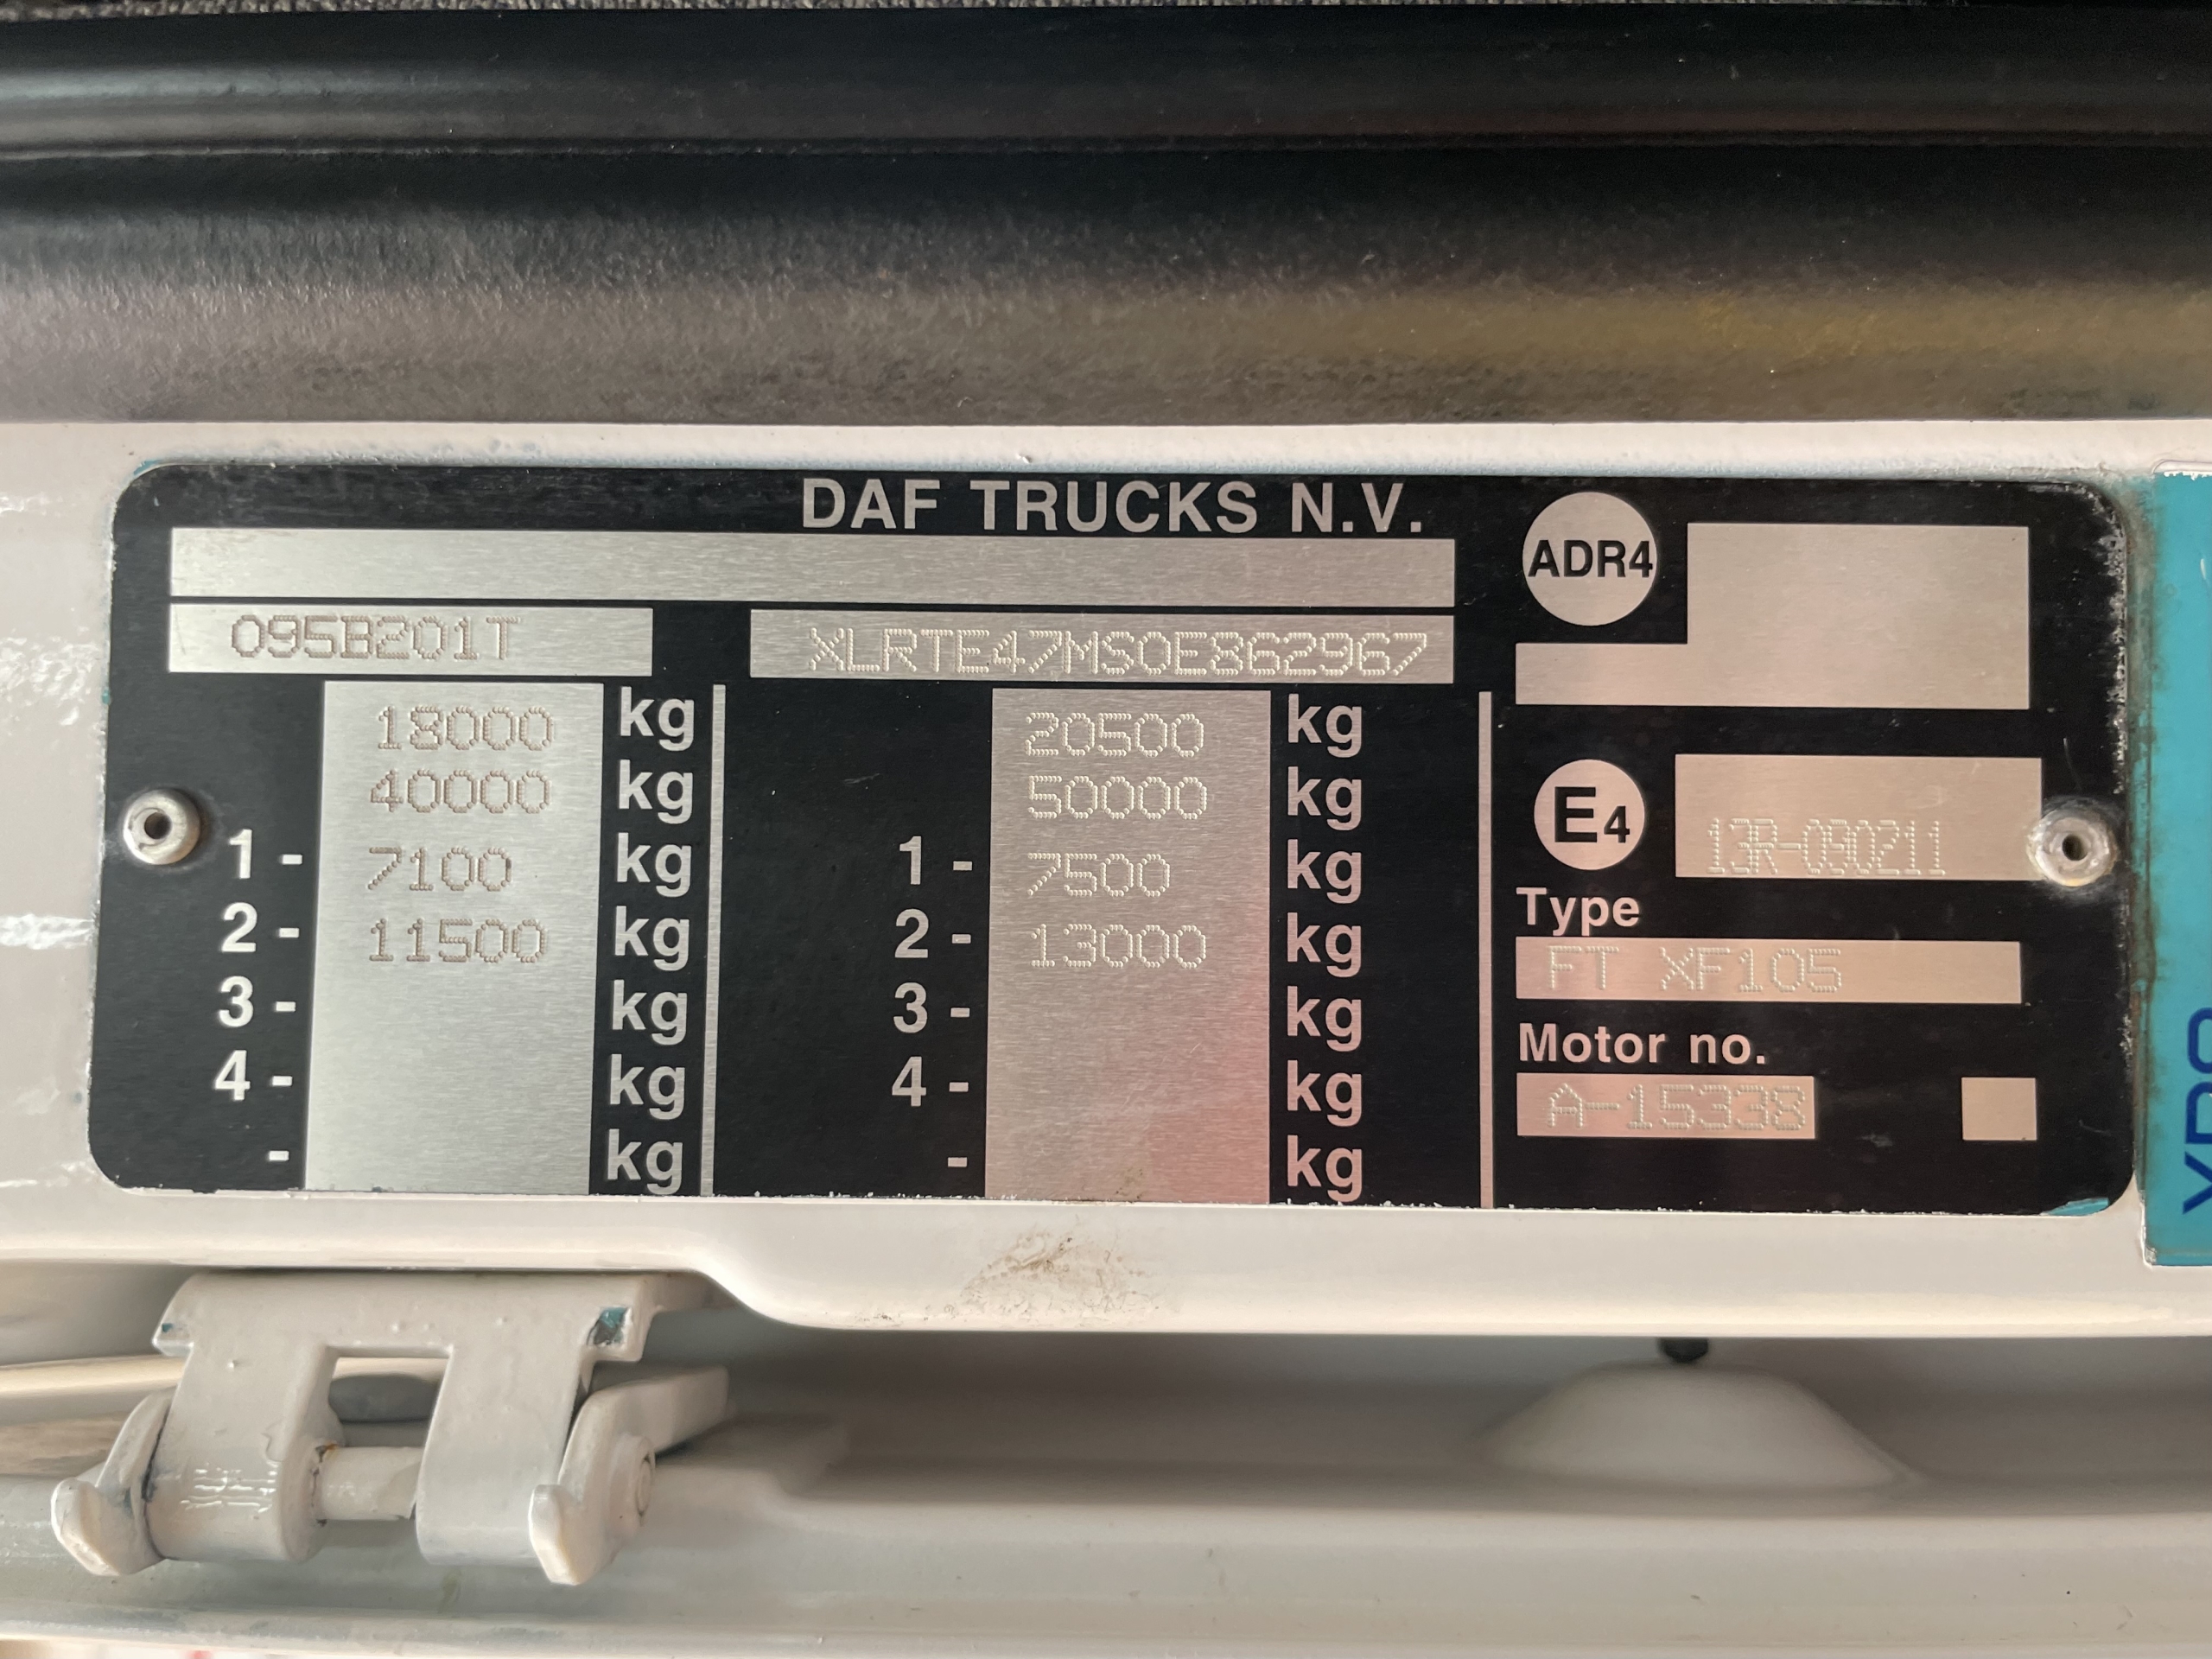 DAF TRUCKS N.V.
095B201T XLRTE47MS0E862967
18000 kg 20500 kg
40000 kg 50000 kg
1 - 7100 kg 1 - 7500 kg
2 - 11500 kg 2 - 13000 kg
3 - kg 3 - kg
4 - kg 4 - kg
- kg - kg
ADR4
E4 13R-090211
Type
FT XF105
Motor no.
A-15338